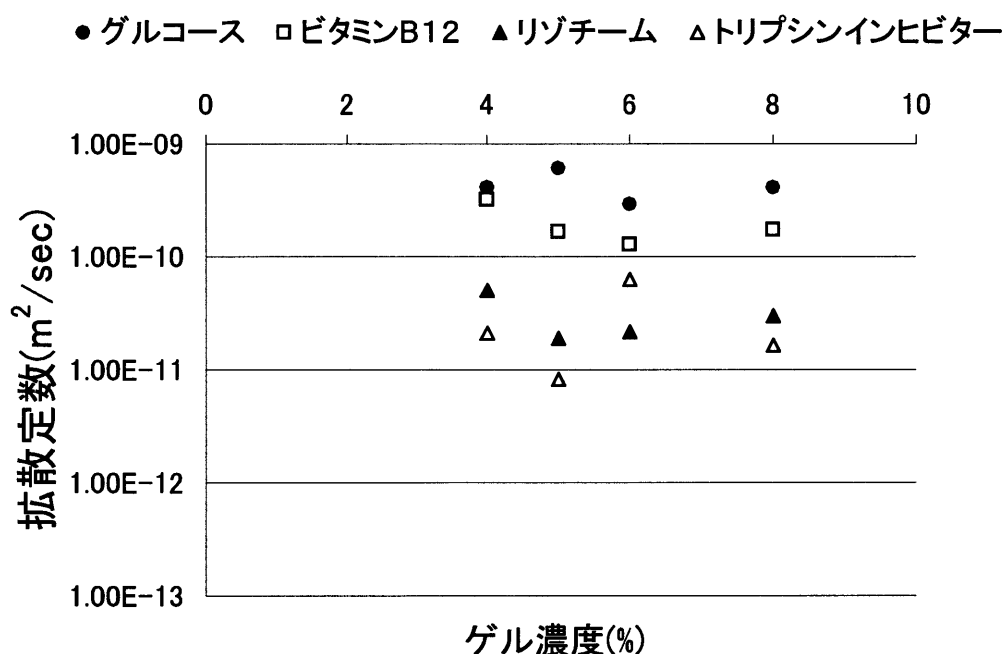 ● グルコース □ ビタミンB12 ▲ リゾチーム △ トリプシンインヒビター
0 2 4 6 8 10
1.00E-09
1.00E-10
1.00E-11
1.00E-12
1.00E-13
拡散定数(m²/sec)
ゲル濃度(%)